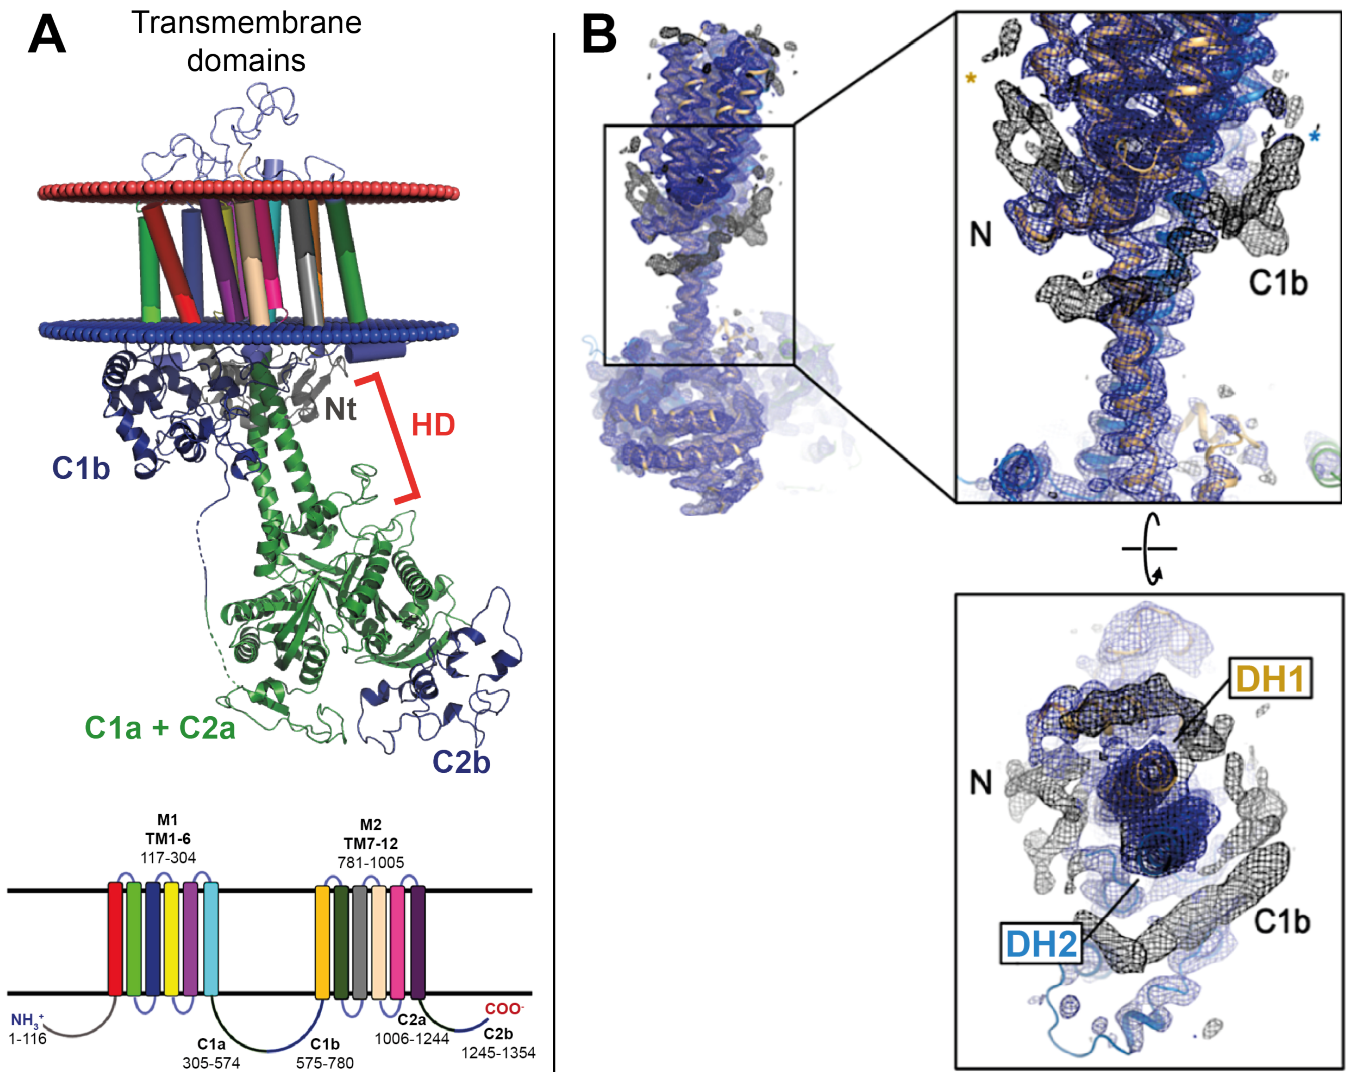 A
Transmembrane
domains
Nt
HD
C1b
C1a + C2a
C2b
M1
TM1-6
117-304
M2
TM7-12
781-1005
NH₃⁺
1-116
C1a
305-574
C1b
575-780
C2a
1006-1244
COO⁻
C2b
1245-1354
B
*
*
N
C1b
DH1
N
C1b
DH2